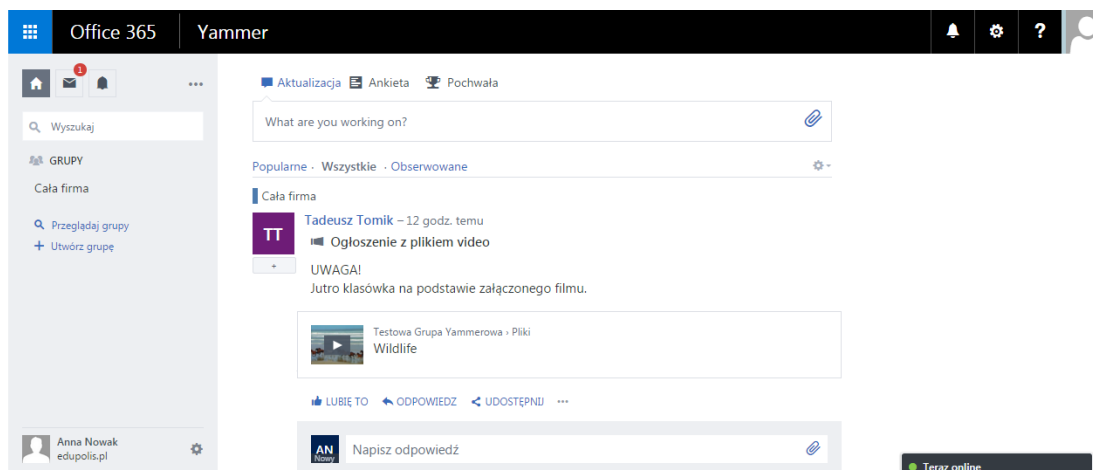 Office 365 Yammer ?
1
Aktualizacja Ankieta Pochwała
Wyszukaj
What are you working on?
GRUPY
Cała firma
Przeglądaj grupy
Utwórz grupę
Popularne · Wszystkie · Obserwowane
Cała firma
TT
Tadeusz Tomik – 12 godz. temu
Ogłoszenie z plikiem video
+
UWAGA!
Jutro klasówka na podstawie załączonego filmu.
Testowa Grupa Yammerowa › Pliki
Wildlife
LUBIĘ TO ODPOWIEDZ UDOSTĘPNIJ ···
Anna Nowak
edupolis.pl
AN
Nowy
Napisz odpowiedź
Teraz online